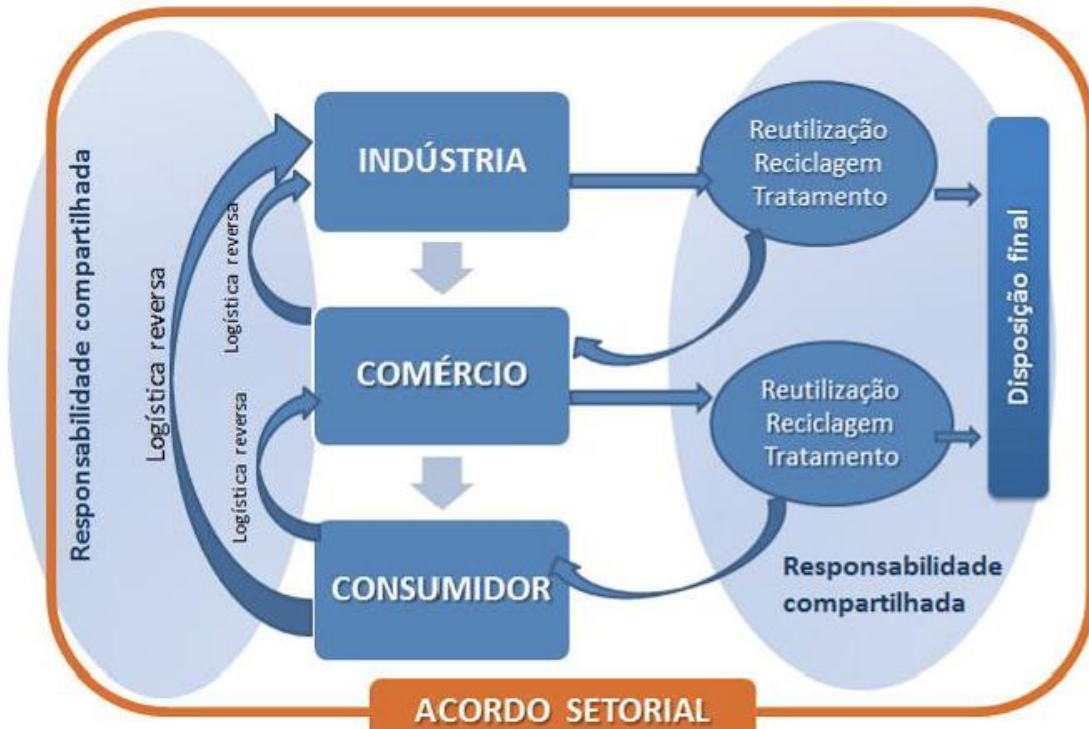 Responsabilidade compartilhada
Logística reversa
Logística reversa
Logística reversa
INDÚSTRIA
COMÉRCIO
CONSUMIDOR
Reutilização
Reciclagem
Tratamento
Reutilização
Reciclagem
Tratamento
Disposição final
Responsabilidade
compartilhada
ACORDO SETORIAL